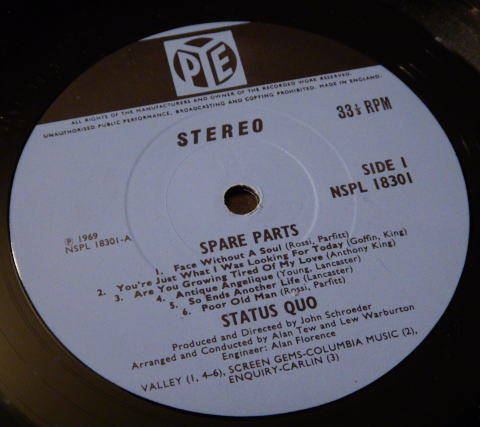 PYE
ALL RIGHTS OF THE MANUFACTURERS AND OWNER OF THE RECORDED WORK RESERVED.
UNAUTHORISED PUBLIC PERFORMANCE, BROADCASTING AND COPYING PROHIBITED. MADE IN ENGLAND.
STEREO
33⅓ RPM
SIDE 1
NSPL 18301
℗ 1969
NSPL 18301-A
SPARE PARTS
1. Face Without A Soul (Rossi, Parfitt)
2. You're Just What I Was Looking For Today (Goffin, King)
3. Are You Growing Tired Of My Love (Anthony King)
4. Antique Angelique (Young, Lancaster)
5. So Ends Another Life (Lancaster)
6. Poor Old Man (Rossi, Parfitt)
STATUS QUO
Produced and Directed by John Schroeder
Arranged and Conducted by Alan Tew and Lew Warburton
Engineer: Alan Florence
VALLEY (1, 4-6), SCREEN GEMS-COLUMBIA MUSIC (2),
ENQUIRY-CARLIN (3)